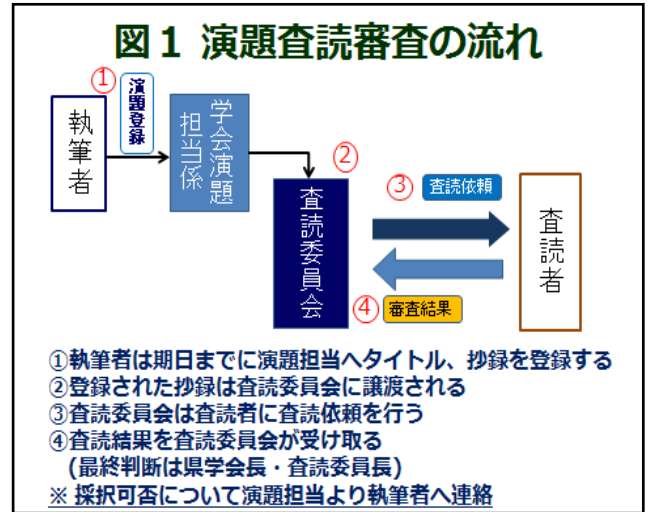 図1 演題査読審査の流れ
①
演題登録
執筆者
学会演題
担当係
②
査読委員会
③
査読依頼
査読者
④
審査結果
①執筆者は期日までに演題担当へタイトル、抄録を登録する
②登録された抄録は査読委員会に譲渡される
③査読委員会は査読者に査読依頼を行う
④査読結果を査読委員会が受け取る
(最終判断は県学会長・査読委員長)
※ 採択可否について演題担当より執筆者へ連絡